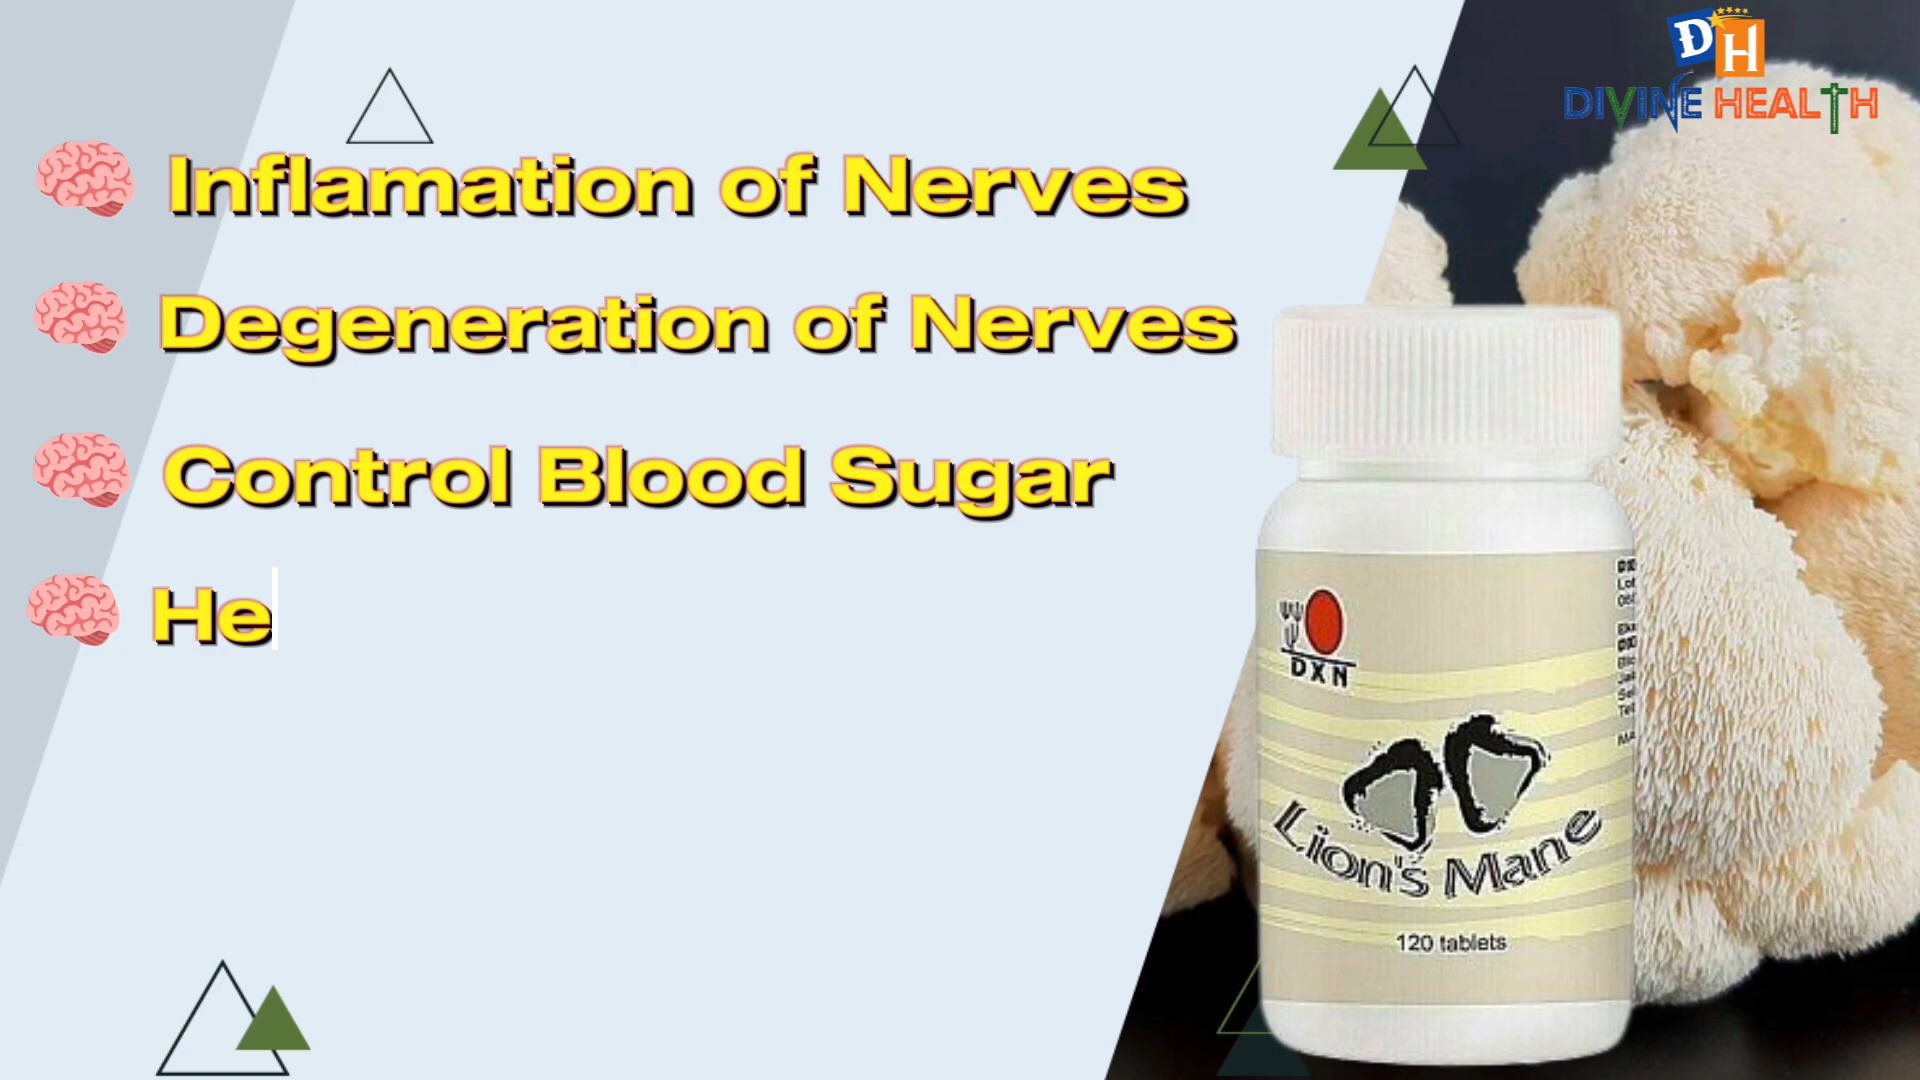 DH
DIVINE HEALTH
Inflamation of Nerves
Degeneration of Nerves
Control Blood Sugar
He
DXN
Lion's Mane
120 tablets